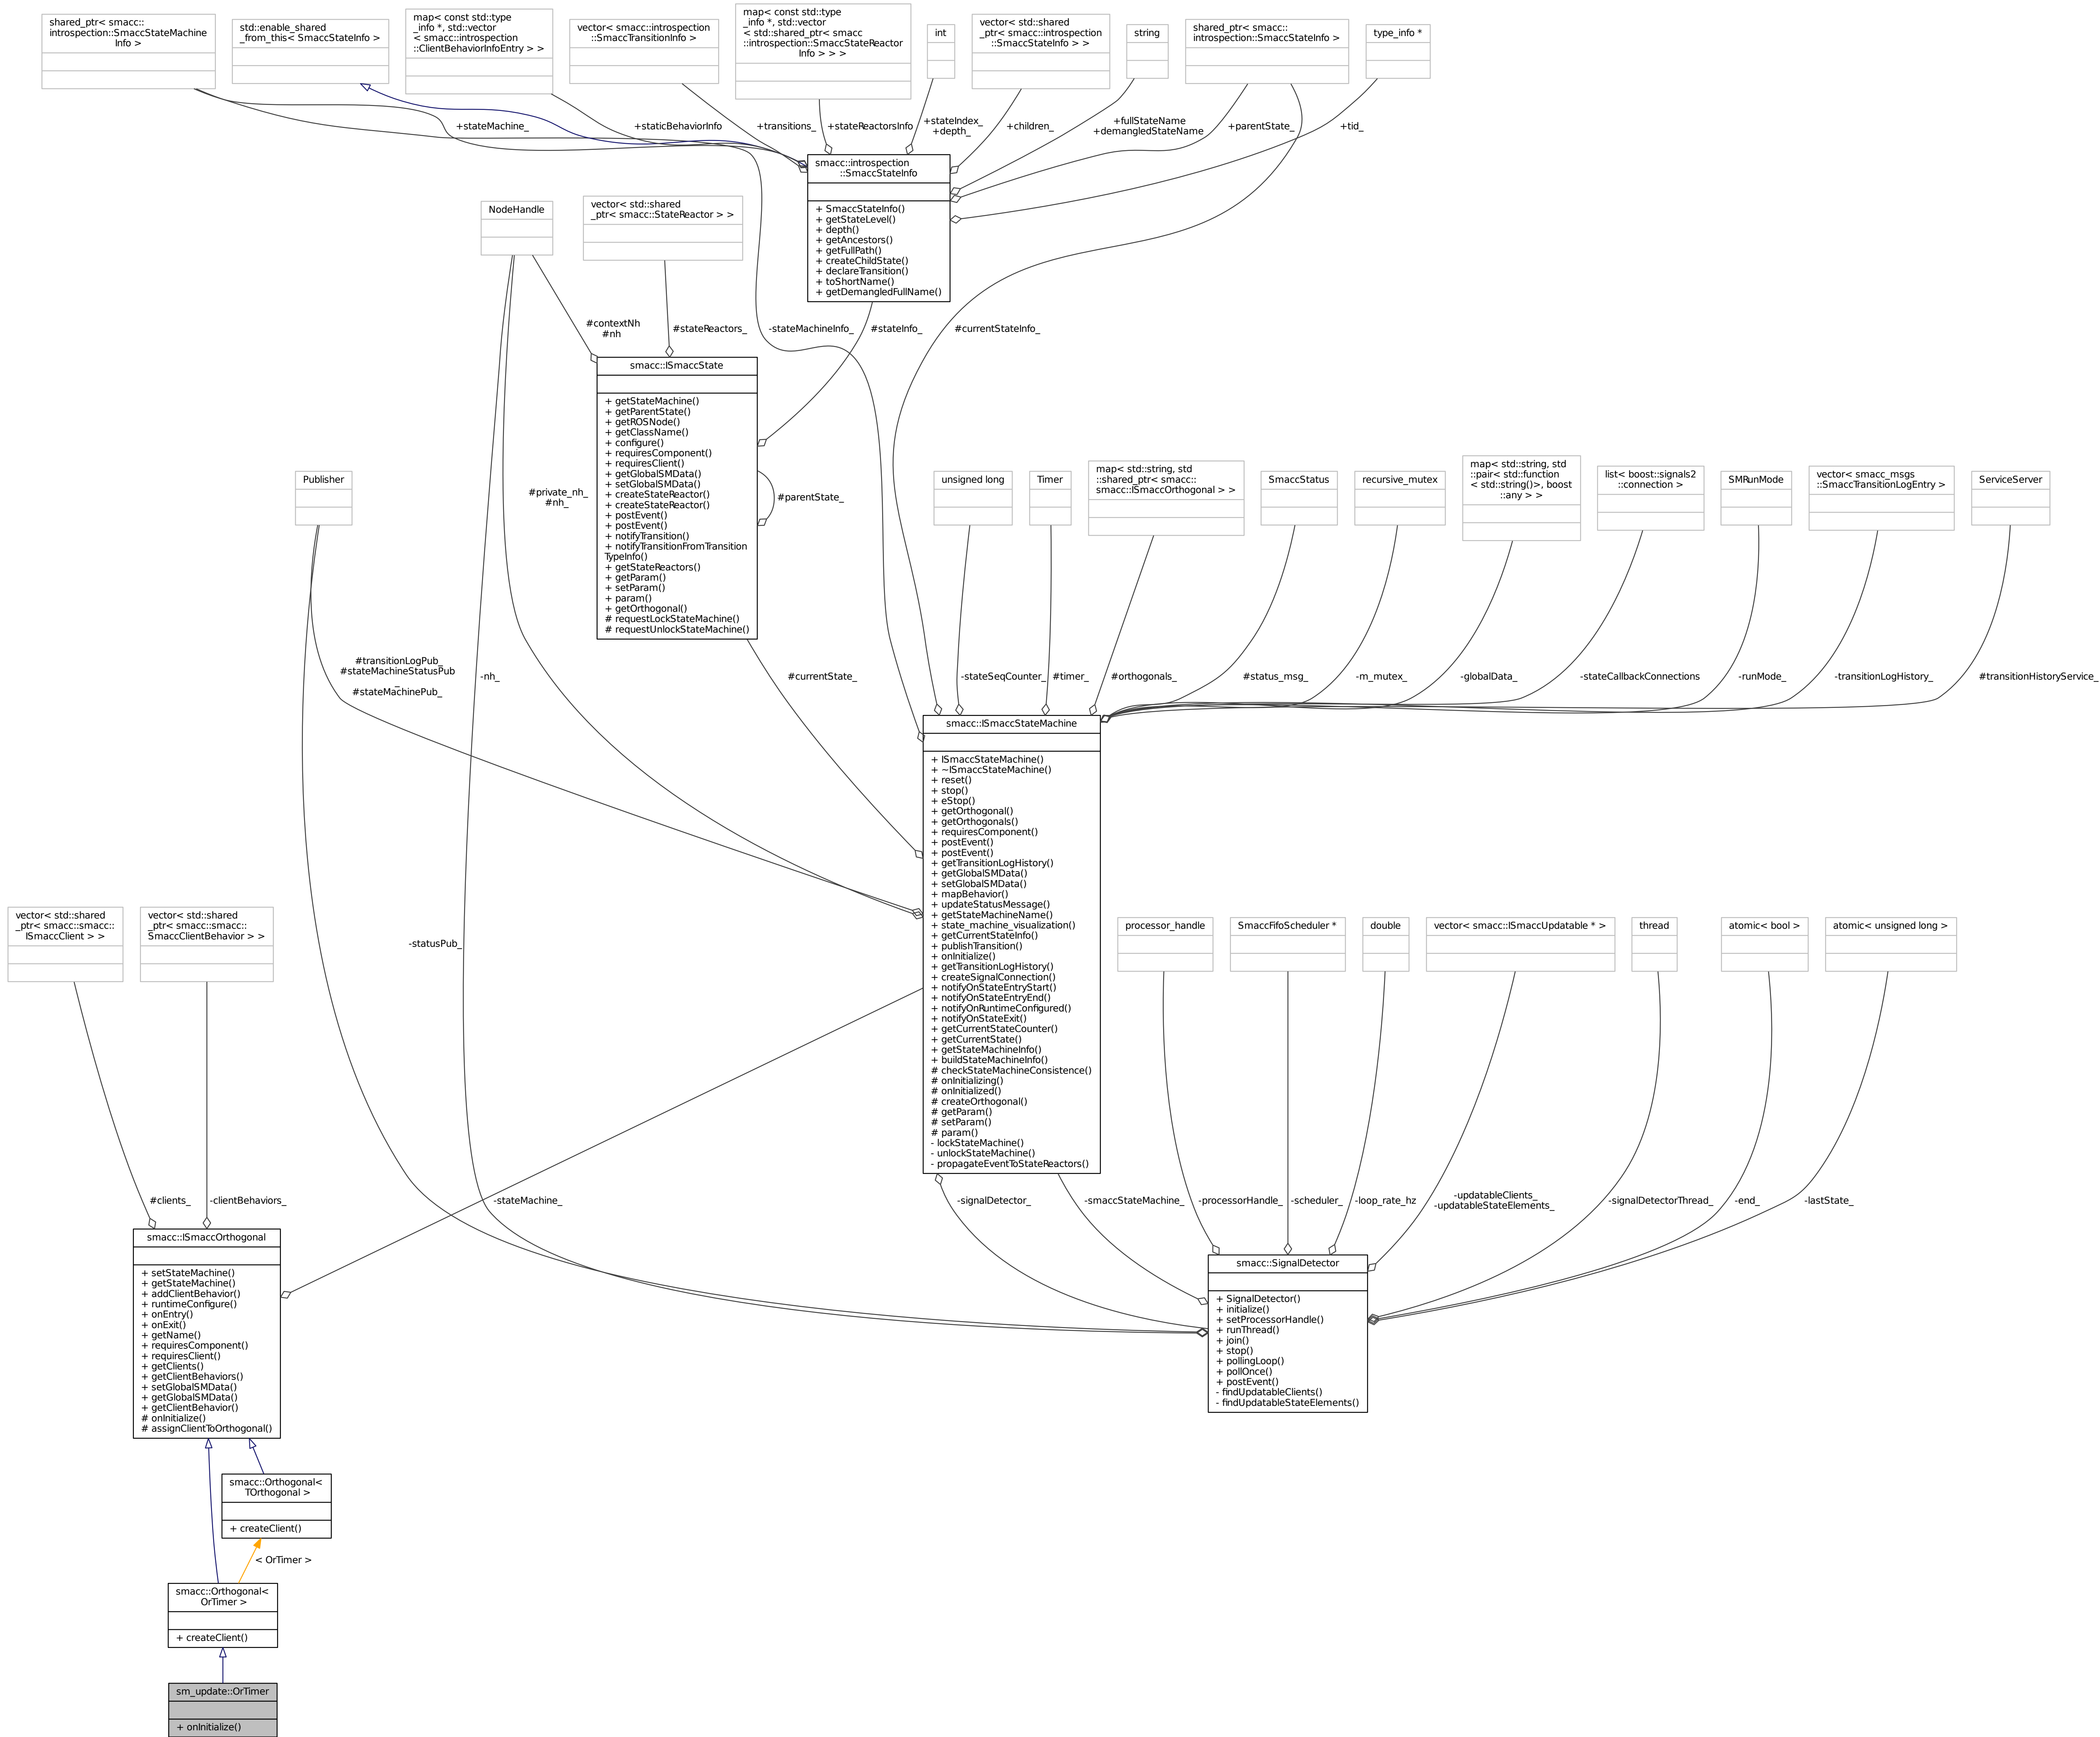 shared_ptr< smacc::
introspection::SmaccStateMachine
Info >
std::enable_shared
_from_this< SmaccStateInfo >
map< const std::type
_info *, std::vector
< smacc::introspection
::ClientBehaviorInfoEntry > >
vector< smacc::introspection
::SmaccTransitionInfo >
map< const std::type
_info *, std::vector
< std::shared_ptr< smacc
::introspection::SmaccStateReactor
Info > > >
int
vector< std::shared
_ptr< smacc::introspection
::SmaccStateInfo > >
string
shared_ptr< smacc::
introspection::SmaccStateInfo >
type_info *
+stateMachine_
+staticBehaviorInfo
+transitions_
+stateReactorsInfo
+stateIndex_
+depth_
+children_
+fullStateName
+demangledStateName
+parentState_
+tid_
smacc::introspection
::SmaccStateInfo
+ SmaccStateInfo()
+ getStateLevel()
+ depth()
+ getAncestors()
+ getFullPath()
+ createChildState()
+ declareTransition()
+ toShortName()
+ getDemangledFullName()
NodeHandle
vector< std::shared
_ptr< smacc::StateReactor > >
#contextNh
#nh
#stateReactors_
-stateMachineInfo_
#stateInfo_
#currentStateInfo_
smacc::ISmaccState
+ getStateMachine()
+ getParentState()
+ getROSNode()
+ getClassName()
+ configure()
+ requiresComponent()
+ requiresClient()
+ getGlobalSMData()
+ setGlobalSMData()
+ createStateReactor()
+ createStateReactor()
+ postEvent()
+ postEvent()
+ notifyTransition()
+ notifyTransitionFromTransition
TypeInfo()
+ getStateReactors()
+ getParam()
+ setParam()
+ param()
+ getOrthogonal()
# requestLockStateMachine()
# requestUnlockStateMachine()
#parentState_
Publisher
#private_nh_
#nh_
unsigned long
Timer
map< std::string, std
::shared_ptr< smacc::
smacc::ISmaccOrthogonal > >
SmaccStatus
recursive_mutex
map< std::string, std
::pair< std::function
< std::string()>, boost
::any > >
list< boost::signals2
::connection >
SMRunMode
vector< smacc_msgs
::SmaccTransitionLogEntry >
ServiceServer
#transitionLogPub_
#stateMachineStatusPub
_
#stateMachinePub_
-nh_
#currentState_
-stateSeqCounter_
#timer_
#orthogonals_
#status_msg_
-m_mutex_
-globalData_
-stateCallbackConnections
-runMode_
-transitionLogHistory_
#transitionHistoryService_
smacc::ISmaccStateMachine
+ ISmaccStateMachine()
+ ~ISmaccStateMachine()
+ reset()
+ stop()
+ eStop()
+ getOrthogonal()
+ getOrthogonals()
+ requiresComponent()
+ postEvent()
+ postEvent()
+ getTransitionLogHistory()
+ getGlobalSMData()
+ setGlobalSMData()
+ mapBehavior()
+ updateStatusMessage()
+ getStateMachineName()
+ state_machine_visualization()
+ getCurrentStateInfo()
+ publishTransition()
+ onInitialize()
+ getTransitionLogHistory()
+ createSignalConnection()
+ notifyOnStateEntryStart()
+ notifyOnStateEntryEnd()
+ notifyOnRuntimeConfigured()
+ notifyOnStateExit()
+ getCurrentStateCounter()
+ getCurrentState()
+ getStateMachineInfo()
+ buildStateMachineInfo()
# checkStateMachineConsistence()
# onInitializing()
# onInitialized()
# createOrthogonal()
# getParam()
# setParam()
# param()
- lockStateMachine()
- unlockStateMachine()
- propagateEventToStateReactors()
vector< std::shared
_ptr< smacc::smacc::
ISmaccClient > >
vector< std::shared
_ptr< smacc::smacc::
SmaccClientBehavior > >
-statusPub_
processor_handle
SmaccFifoScheduler *
double
vector< smacc::ISmaccUpdatable * >
thread
atomic< bool >
atomic< unsigned long >
#clients_
-clientBehaviors_
-stateMachine_
-signalDetector_
-smaccStateMachine_
-processorHandle_
-scheduler_
-loop_rate_hz
-updatableClients_
-updatableStateElements_
-signalDetectorThread_
-end_
-lastState_
smacc::ISmaccOrthogonal
+ setStateMachine()
+ getStateMachine()
+ addClientBehavior()
+ runtimeConfigure()
+ onEntry()
+ onExit()
+ getName()
+ requiresComponent()
+ requiresClient()
+ getClients()
+ getClientBehaviors()
+ setGlobalSMData()
+ getGlobalSMData()
+ getClientBehavior()
# onInitialize()
# assignClientToOrthogonal()
smacc::SignalDetector
+ SignalDetector()
+ initialize()
+ setProcessorHandle()
+ runThread()
+ join()
+ stop()
+ pollingLoop()
+ pollOnce()
+ postEvent()
- findUpdatableClients()
- findUpdatableStateElements()
smacc::Orthogonal<
TOrthogonal >
+ createClient()
< OrTimer >
smacc::Orthogonal<
OrTimer >
+ createClient()
sm_update::OrTimer
+ onInitialize()